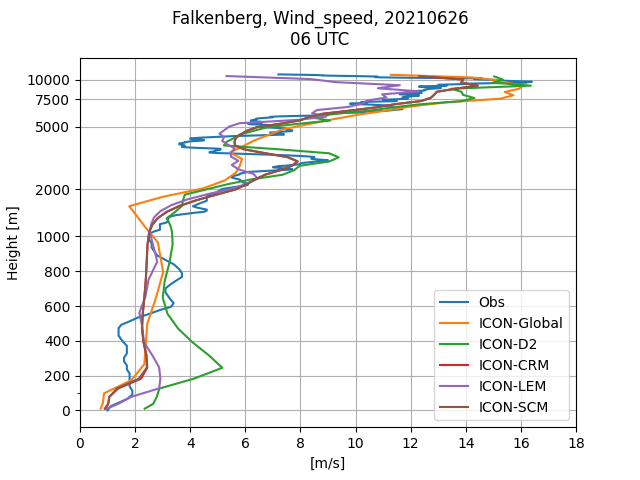 Falkenberg, Wind_speed, 20210626
06 UTC
Height [m]
10000
7500
5000
2000
1000
800
600
400
200
0
0 2 4 6 8 10 12 14 16 18
[m/s]
Obs
ICON-Global
ICON-D2
ICON-CRM
ICON-LEM
ICON-SCM